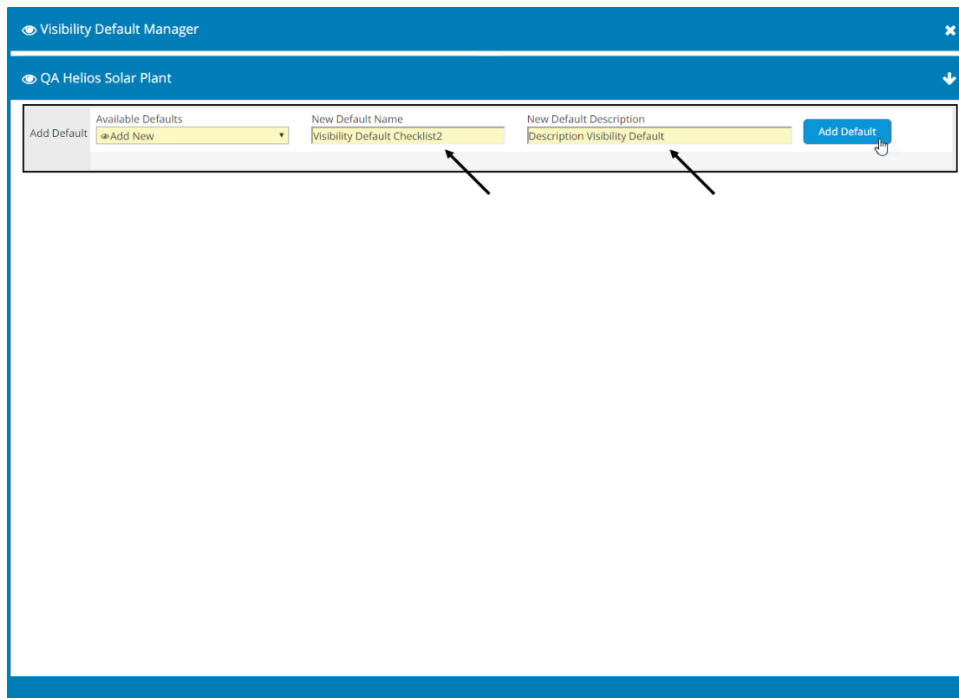 Visibility Default Manager
QA Helios Solar Plant
Add Default
Available Defaults
Add New
New Default Name
Visibility Default Checklist2
New Default Description
Description Visibility Default
Add Default